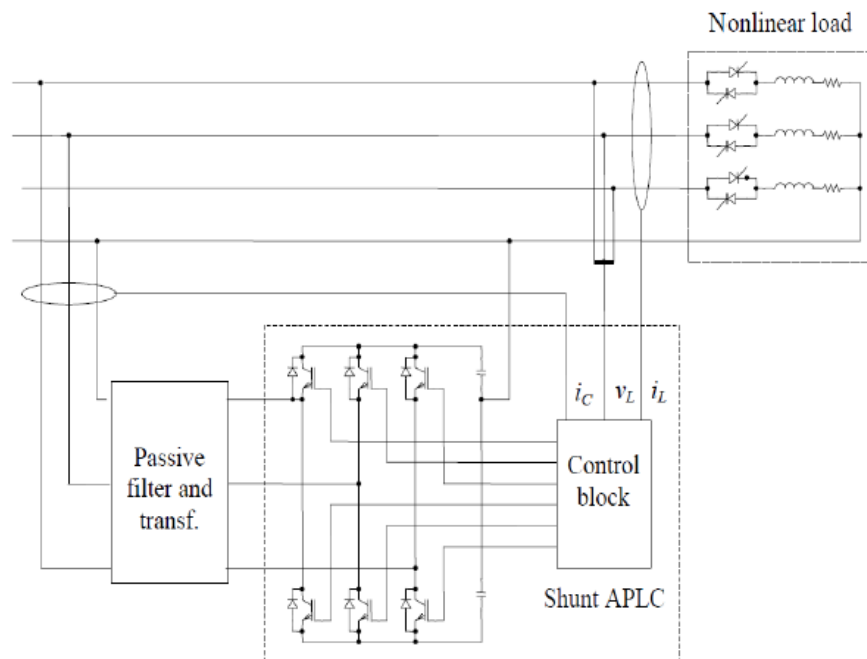 Nonlinear load
i_C v_L i_L
Passive
filter and
transf.
Control
block
Shunt APLC